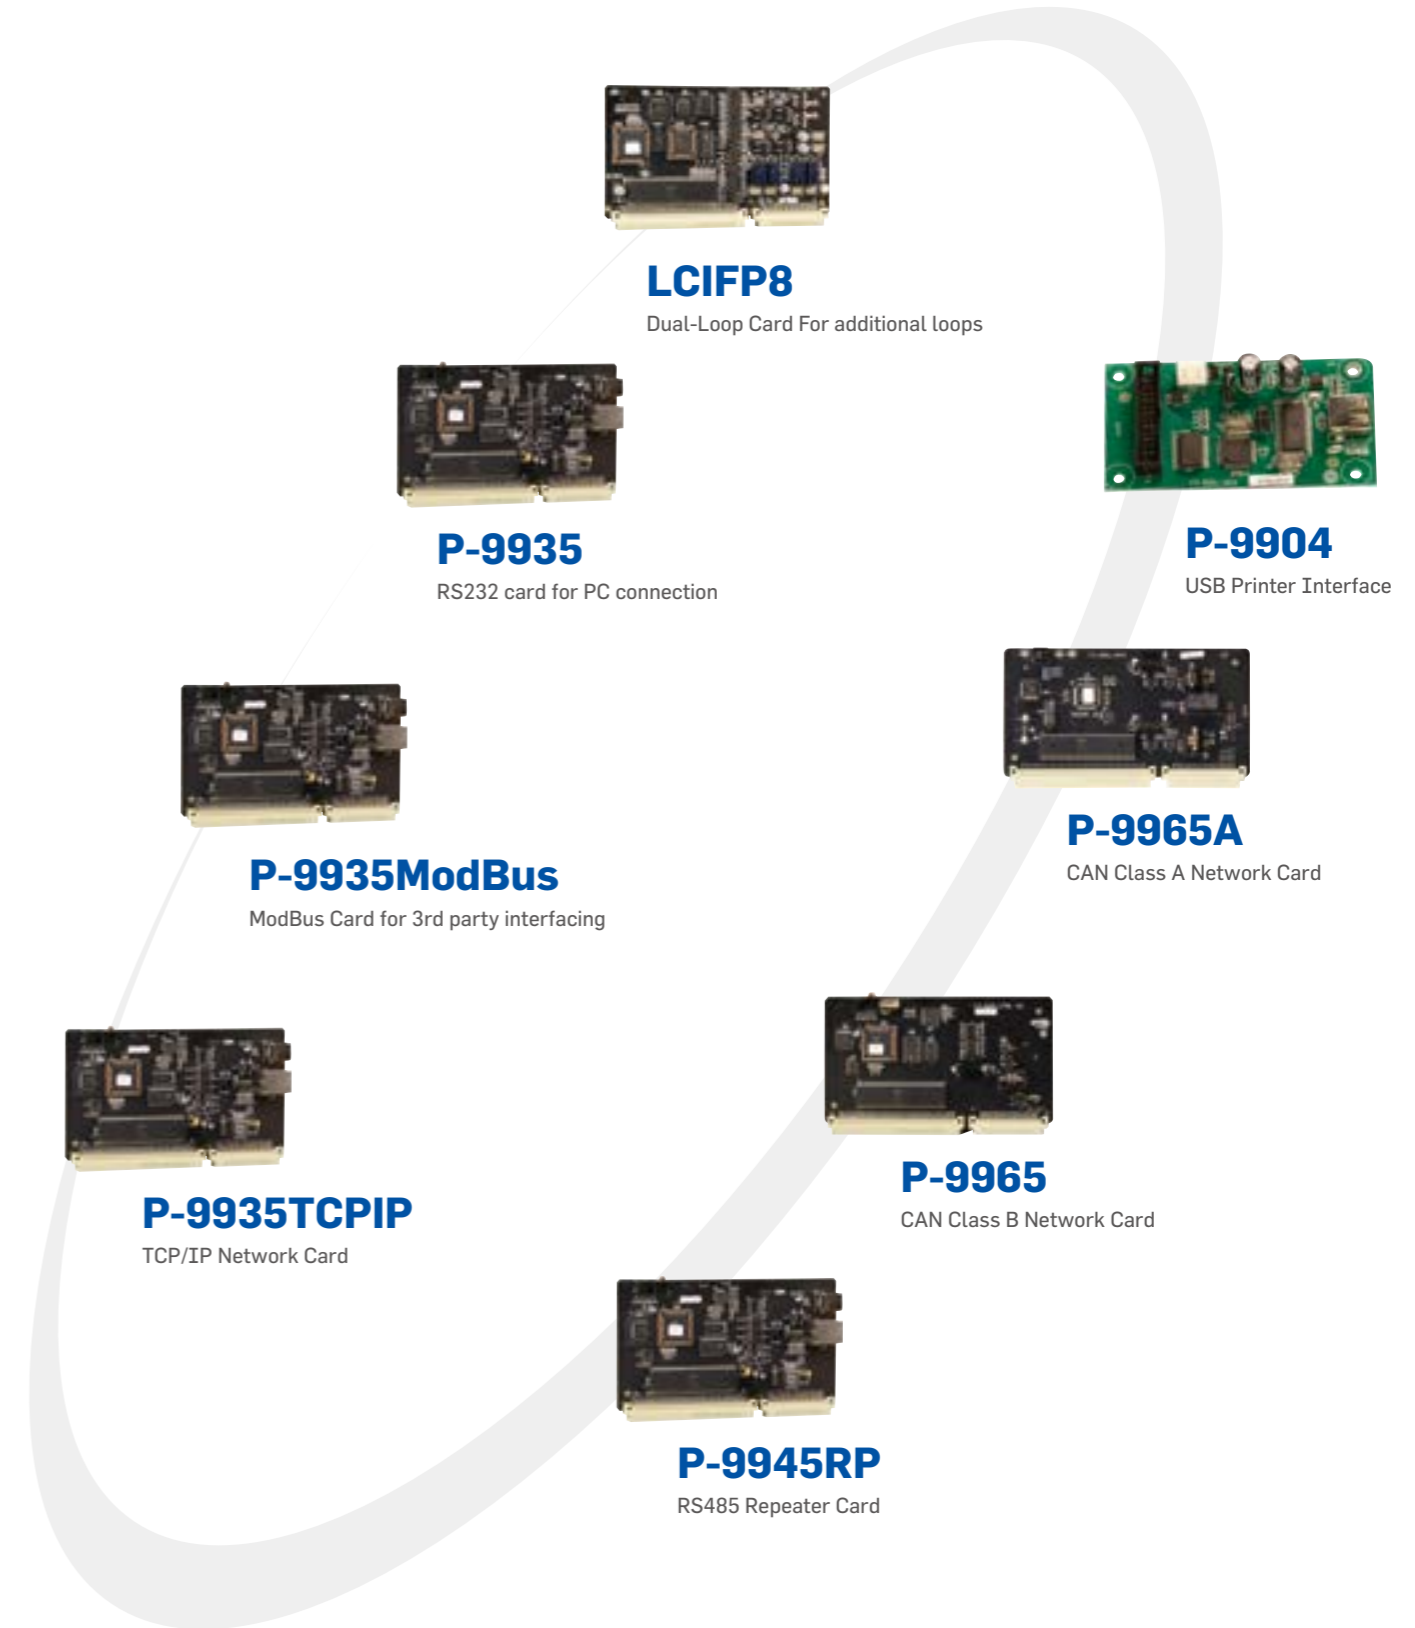 LCIFP8
Dual-Loop Card For additional loops
P-9935
RS232 card for PC connection
P-9904
USB Printer Interface
P-9965A
CAN Class A Network Card
P-9935ModBus
ModBus Card for 3rd party interfacing
P-9965
CAN Class B Network Card
P-9935TCPIP
TCP/IP Network Card
P-9945RP
RS485 Repeater Card